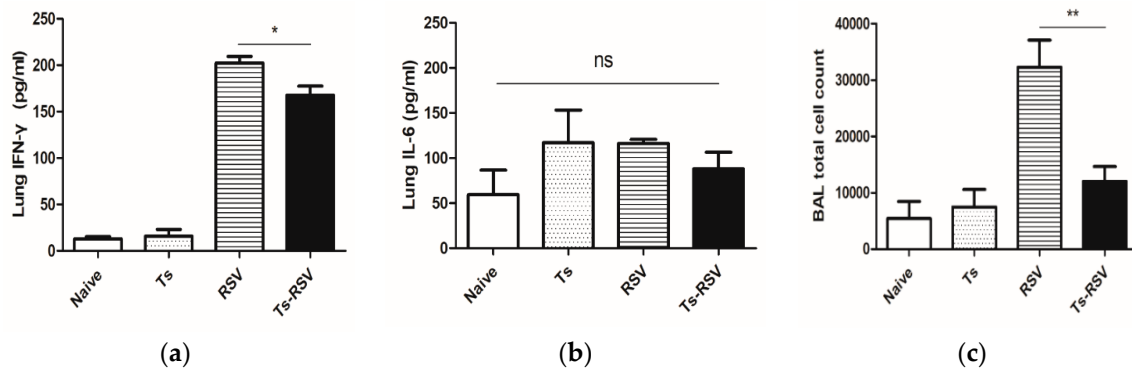 Lung IFN-γ (pg/ml)
250
200
150
100
50
0
*
Naive
Ts
RSV
Ts-RSV
(a)
Lung IL-6 (pg/ml)
250
200
150
100
50
0
ns
Naive
Ts
RSV
Ts-RSV
(b)
BAL total cell count
40000
30000
20000
10000
0
**
Naive
Ts
RSV
Ts-RSV
(c)